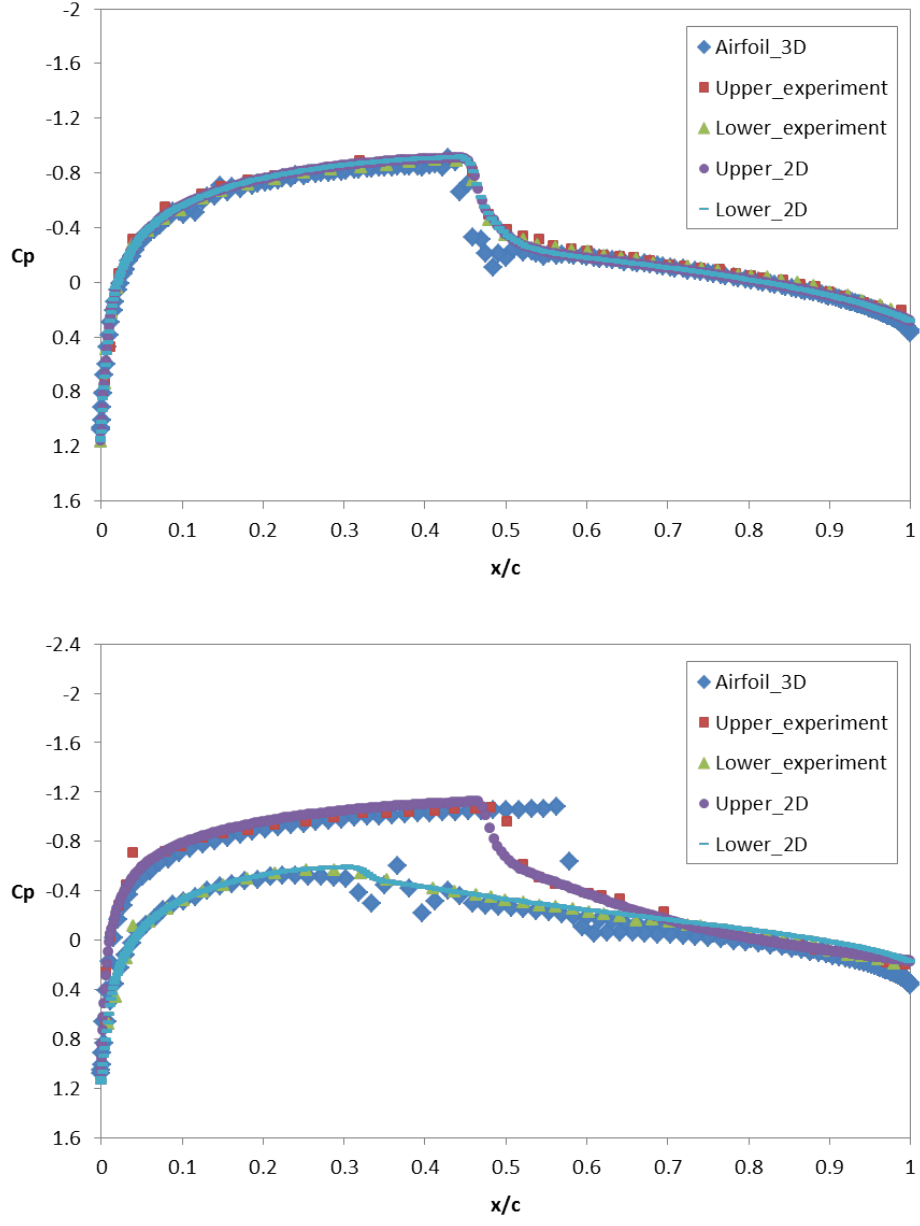 -2
-1.6
-1.2
-0.8
-0.4
0
0.4
0.8
1.2
1.6
Cp
0 0.1 0.2 0.3 0.4 0.5 0.6 0.7 0.8 0.9 1
x/c
Airfoil_3D
Upper_experiment
Lower_experiment
Upper_2D
Lower_2D
-2.4
-2
-1.6
-1.2
-0.8
-0.4
0
0.4
0.8
1.2
1.6
Cp
0 0.1 0.2 0.3 0.4 0.5 0.6 0.7 0.8 0.9 1
x/c
Airfoil_3D
Upper_experiment
Lower_experiment
Upper_2D
Lower_2D